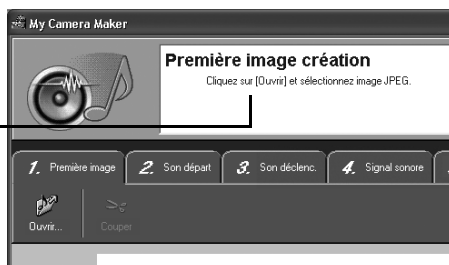 My Camera Maker
Première image création
Cliquez sur [Ouvrir] et sélectionnez image JPEG.
1. Première image 2. Son départ 3. Son déclenc. 4. Signal sonore
Ouvrir... Couper